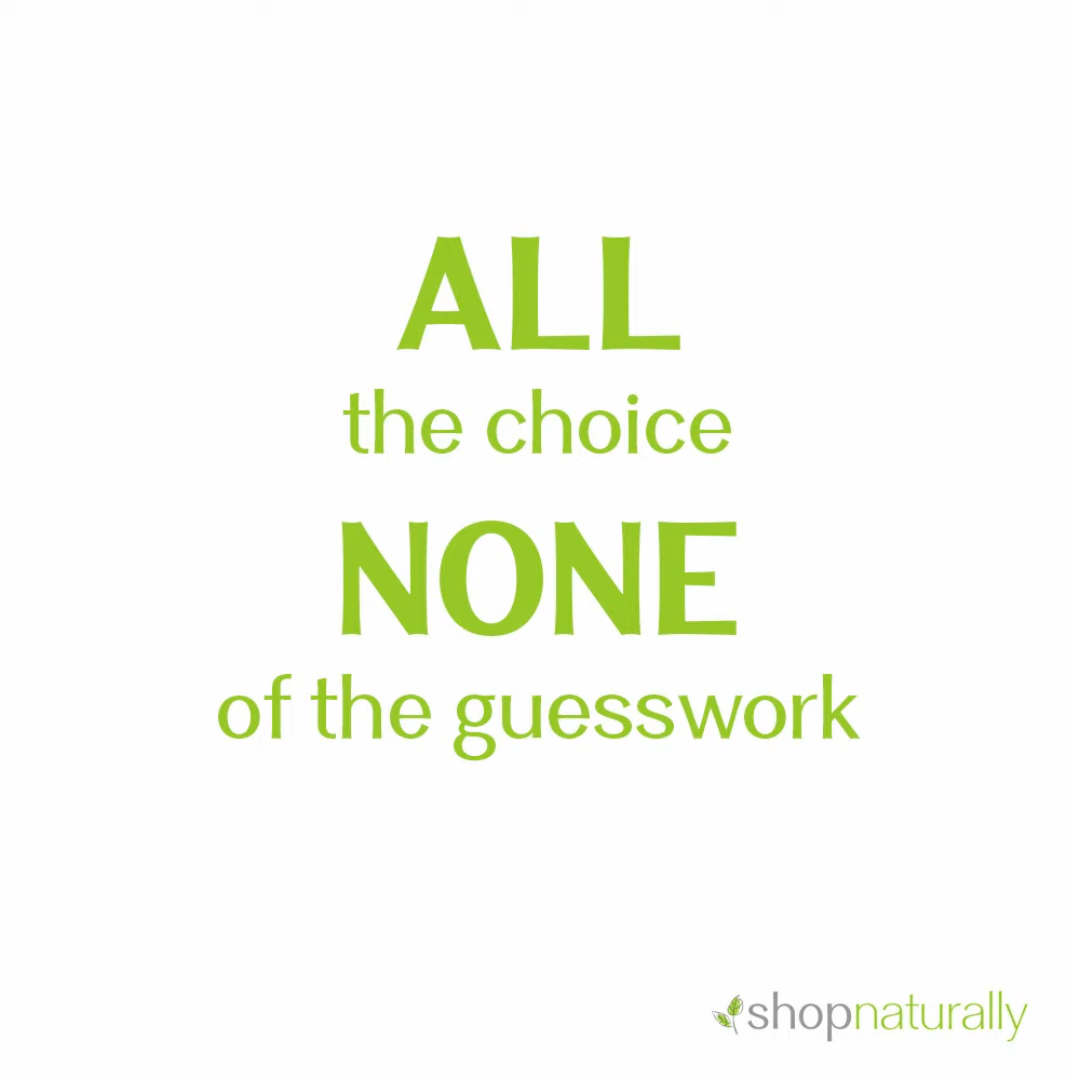 ALL
the choice
NONE
of the guesswork
shopnaturally